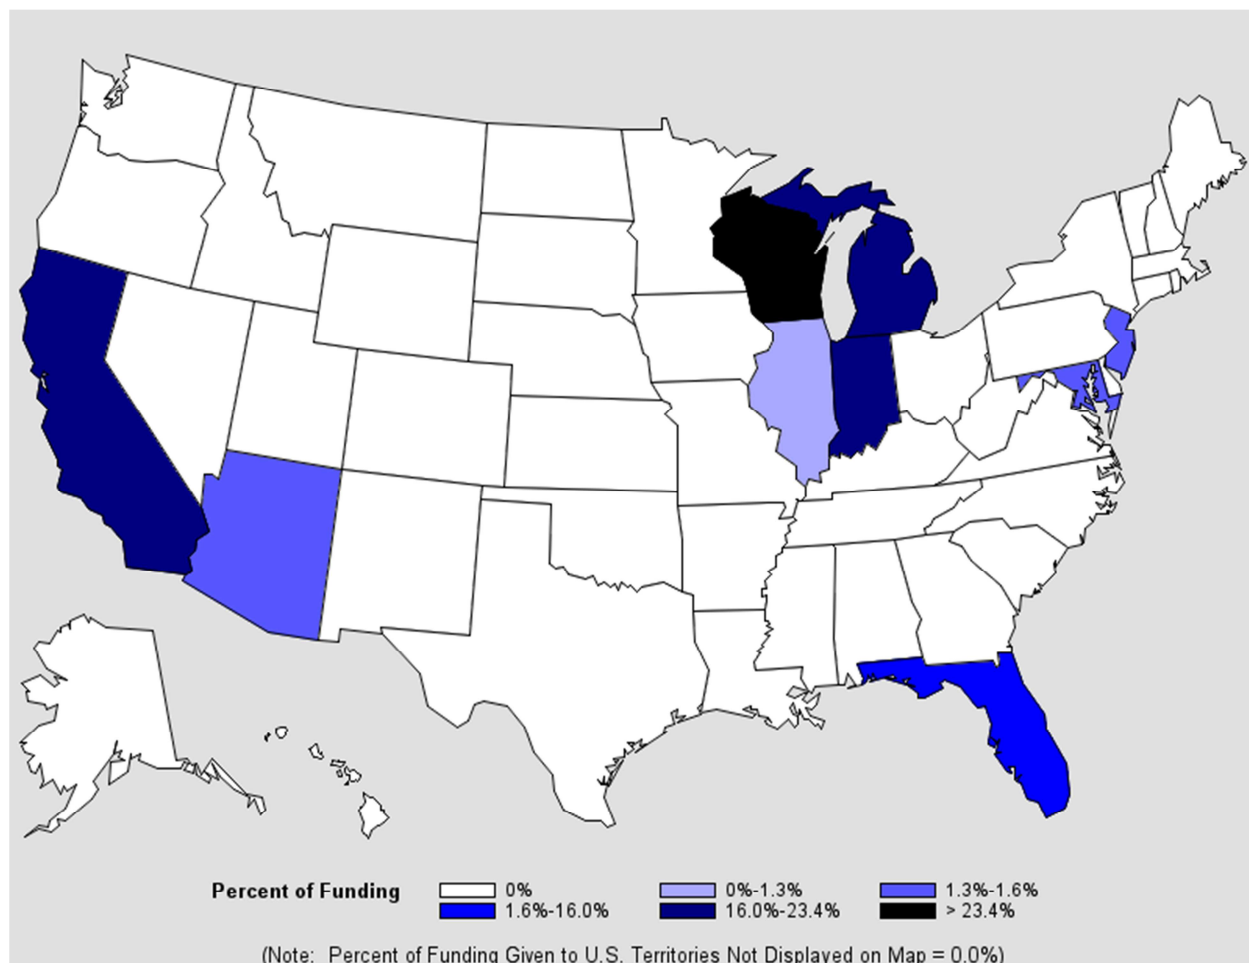 Percent of Funding 0% 0%-1.3% 1.3%-1.6%
1.6%-16.0% 16.0%-23.4% > 23.4%
(Note: Percent of Funding Given to U.S. Territories Not Displayed on Map = 0.0%)